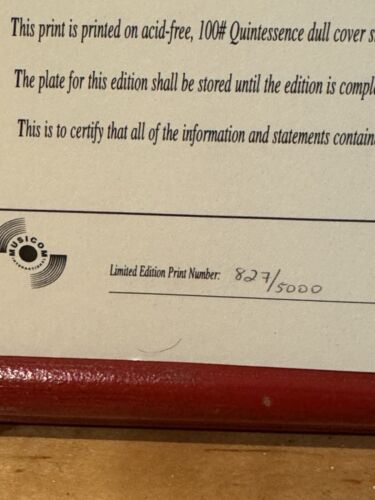 This print is printed on acid-free, 100# Quintessence dull cover
The plate for this edition shall be stored until the edition is
This is to certify that all of the information and statements
MUSICOM
INTERNATIONAL
Limited Edition Print Number: 827/5000